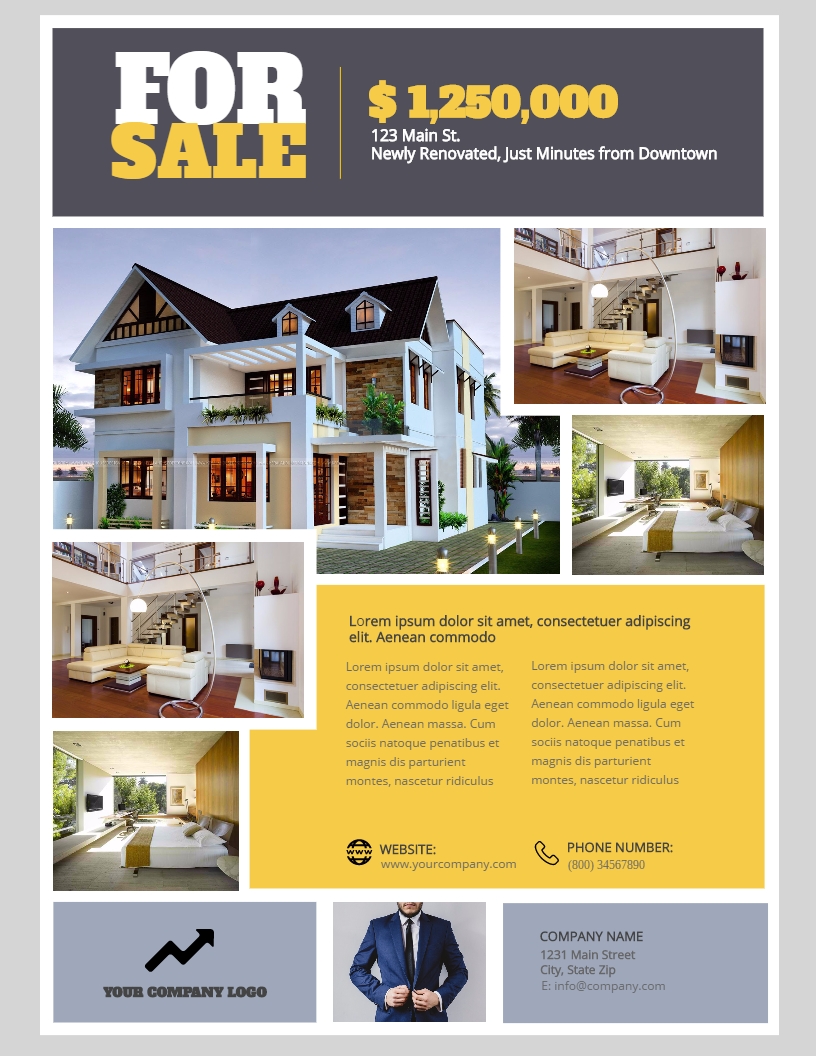 FOR
SALE
$ 1,250,000
123 Main St.
Newly Renovated, Just Minutes from Downtown
Lorem ipsum dolor sit amet, consectetuer adipiscing
elit. Aenean commodo
Lorem ipsum dolor sit amet,
consectetuer adipiscing elit.
Aenean commodo ligula eget
dolor. Aenean massa. Cum
sociis natoque penatibus et
magnis dis parturient
montes, nascetur ridiculus
Lorem ipsum dolor sit amet,
consectetuer adipiscing elit.
Aenean commodo ligula eget
dolor. Aenean massa. Cum
sociis natoque penatibus et
magnis dis parturient
montes, nascetur ridiculus
www
WEBSITE:
www.yourcompany.com
PHONE NUMBER:
(800) 34567890
YOUR COMPANY LOGO
COMPANY NAME
1231 Main Street
City, State Zip
E: info@company.com